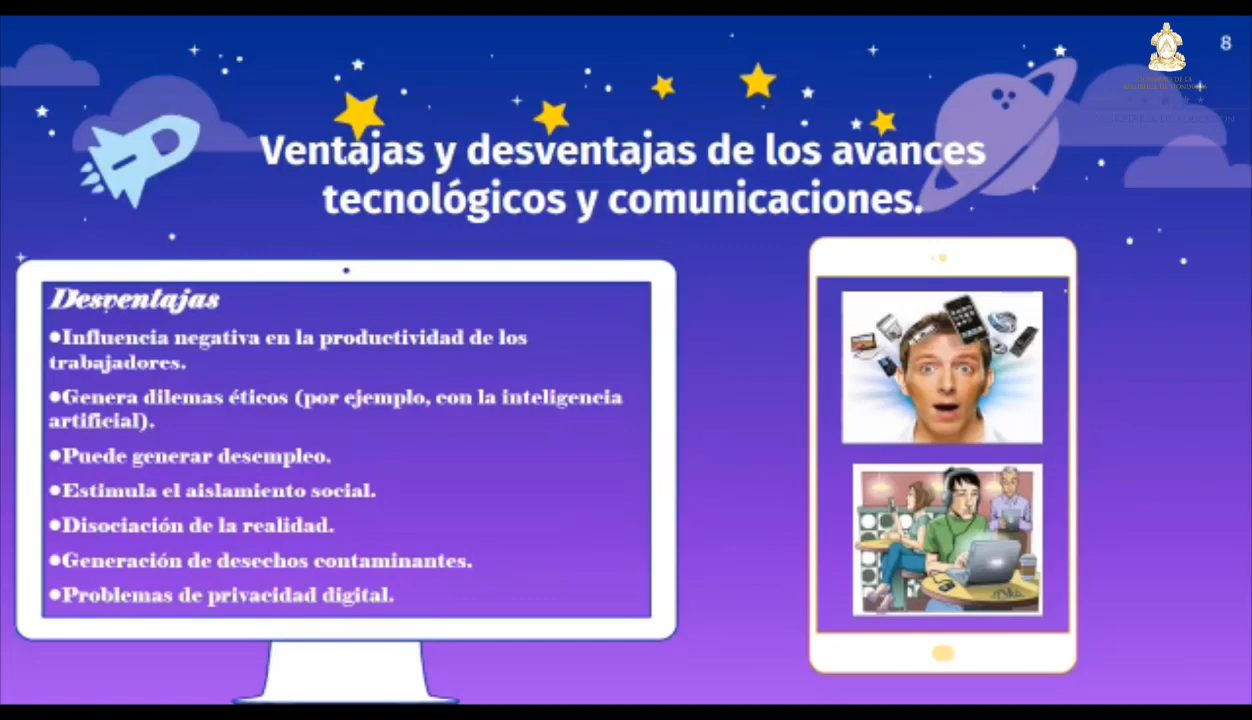 8
Ventajas y desventajas de los avances
tecnológicos y comunicaciones.
Desventajas
●Influencia negativa en la productividad de los
trabajadores.
●Genera dilemas éticos (por ejemplo, con la inteligencia
artificial).
●Puede generar desempleo.
●Estimula el aislamiento social.
●Disociación de la realidad.
●Generación de desechos contaminantes.
●Problemas de privacidad digital.